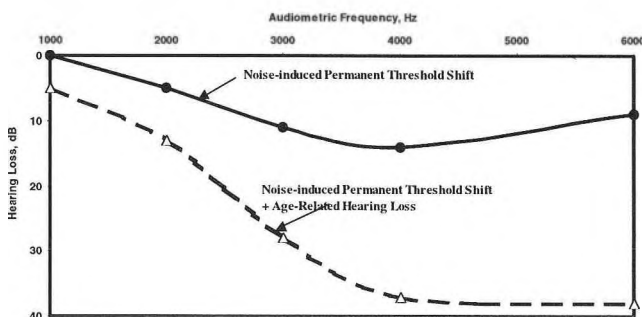 Audiometric Frequency, Hz
1000 2000 3000 4000 5000 6000
0
Noise-induced Permanent Threshold Shift
10
Hearing Loss, dB
20
Noise-induced Permanent Threshold Shift
+ Age-Related Hearing Loss
30
40